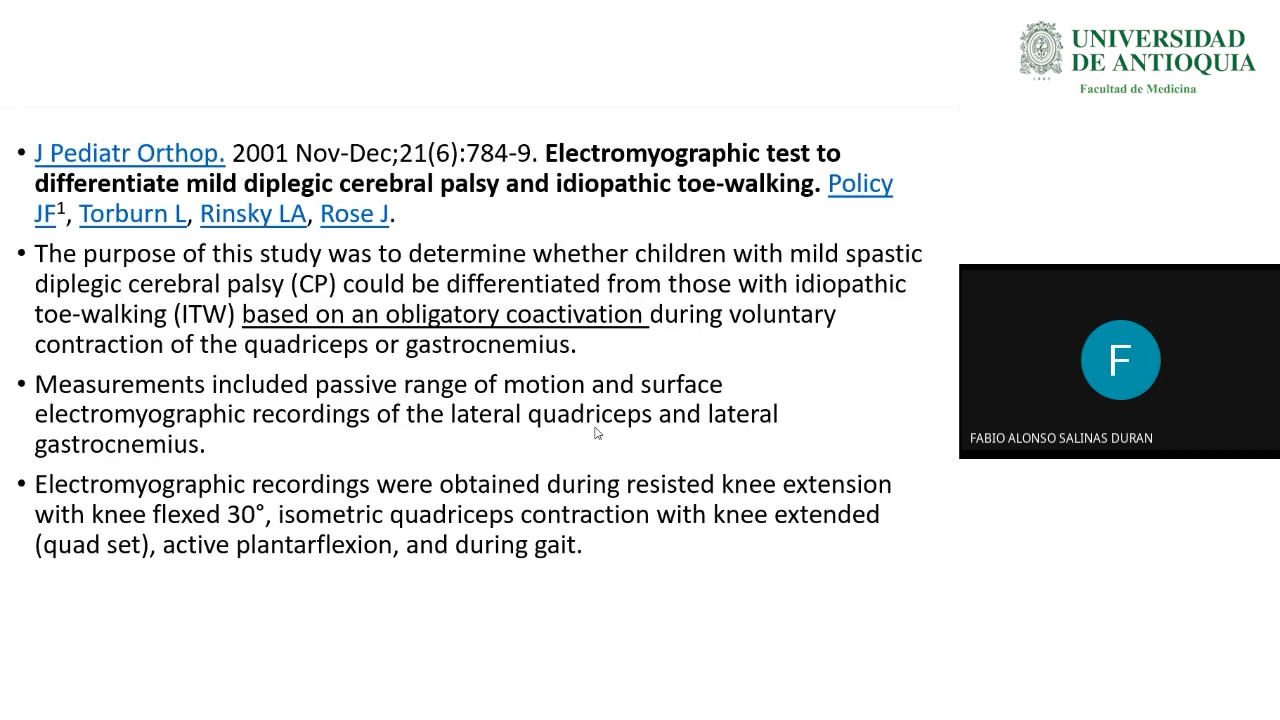 UNIVERSIDAD
DE ANTIOQUIA
Facultad de Medicina
• J Pediatr Orthop. 2001 Nov-Dec;21(6):784-9. Electromyographic test to
differentiate mild diplegic cerebral palsy and idiopathic toe-walking. Policy
JF¹, Torburn L, Rinsky LA, Rose J.
• The purpose of this study was to determine whether children with mild spastic
diplegic cerebral palsy (CP) could be differentiated from those with idiopathic
toe-walking (ITW) based on an obligatory coactivation during voluntary
contraction of the quadriceps or gastrocnemius.
• Measurements included passive range of motion and surface
electromyographic recordings of the lateral quadriceps and lateral
gastrocnemius.
• Electromyographic recordings were obtained during resisted knee extension
with knee flexed 30°, isometric quadriceps contraction with knee extended
(quad set), active plantarflexion, and during gait.
F
FABIO ALONSO SALINAS DURAN